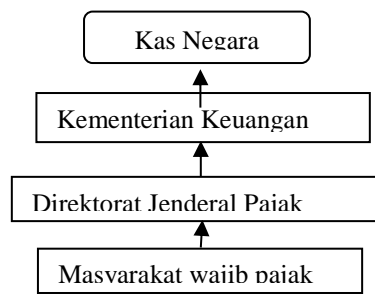 Kas Negara
Kementerian Keuangan
Direktorat Jenderal Pajak
Masyarakat wajib pajak